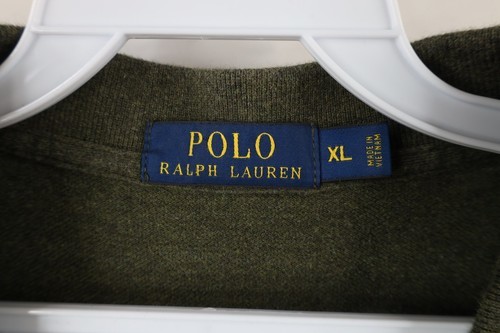 POLO
RALPH LAUREN
XL
MADE IN
VIETNAM